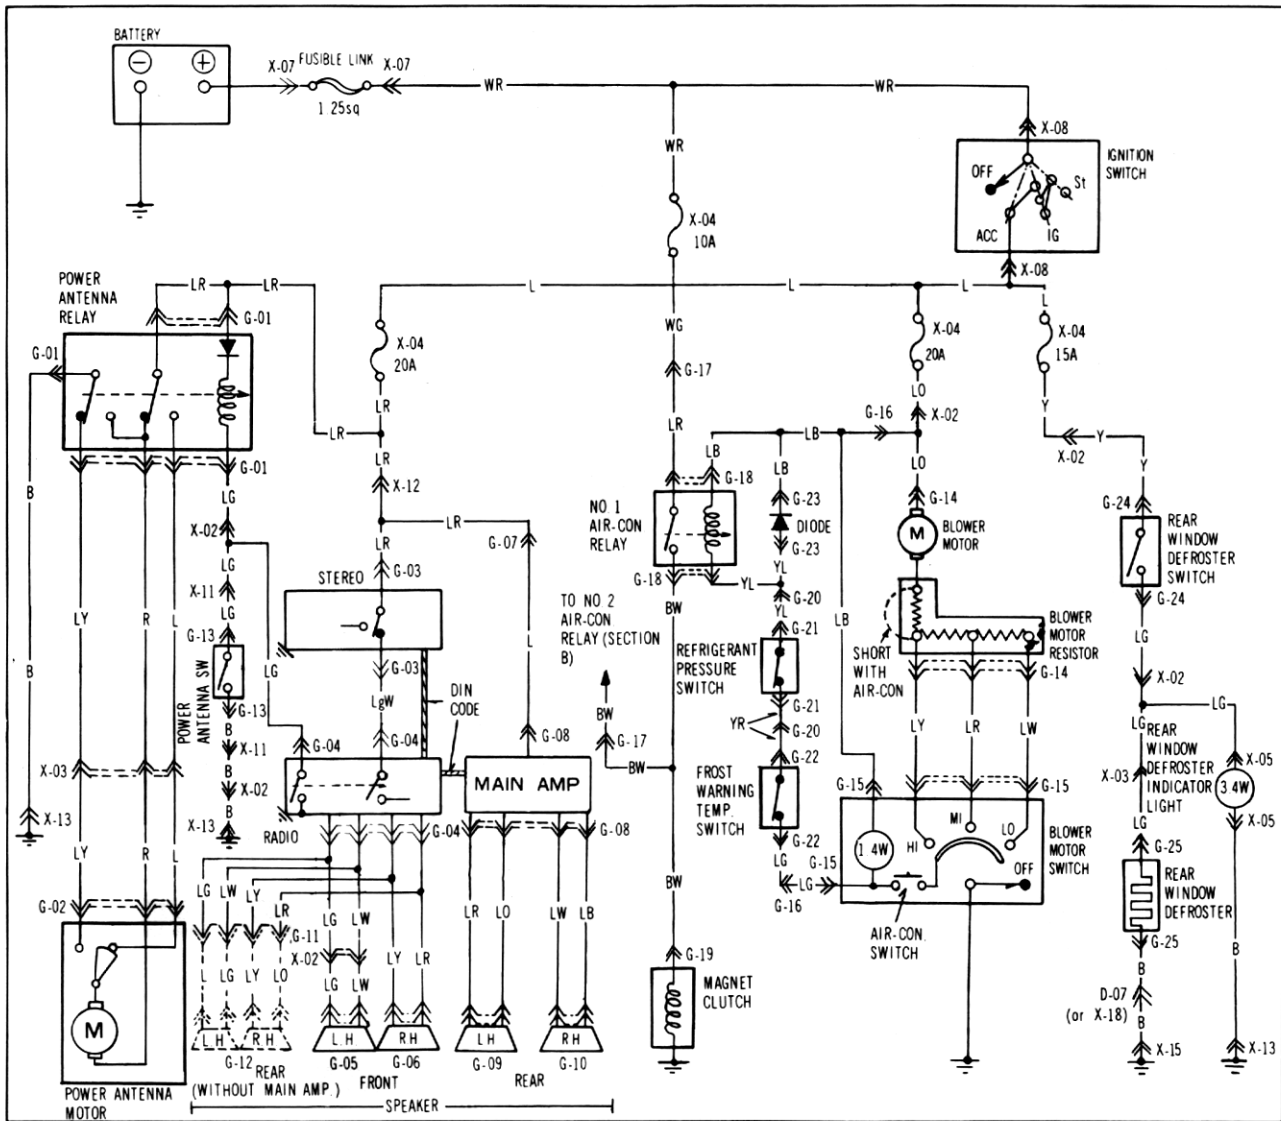 BATTERY
X-07
FUSIBLE LINK
X-07
1.25sq
WR
WR
X-08
IGNITION
SWITCH
OFF
St
ACC
IG
X-08
WR
X-04
10A
POWER
ANTENNA
RELAY
LR
LR
L
L
L
L
G-01
G-01
G-01
X-04
20A
WG
G-17
X-04
20A
X-04
15A
LR
LR
LR
LR
X-12
LB
LB
LB
G-16
LO
X-02
LO
Y
Y
X-02
Y
B
LG
X-02
LG
X-11
LG
G-13
G-13
B
X-11
B
X-02
B
X-13
POWER
ANTENNA SW
LR
G-07
LR
G-03
STEREO
G-03
LgW
G-04
G-04
LG
DIN
CODE
L
G-08
MAIN AMP
G-08
RADIO
G-04
NO. 1
AIR-CON
RELAY
G-18
G-18
YL
BW
TO NO. 2
AIR-CON
RELAY (SECTION
B)
BW
G-17
BW
G-23
DIODE
G-23
YL
G-20
YL
G-21
REFRIGERANT
PRESSURE
SWITCH
G-21
YR
G-20
G-22
FROST
WARNING
TEMP.
SWITCH
G-22
LG
G-15
LG
G-16
LB
G-14
M
BLOWER
MOTOR
SHORT
WITH
AIR-CON
BLOWER
MOTOR
RESISTOR
G-14
LY
LR
LW
G-15
G-15
1.4W
HI
MI
LO
OFF
BLOWER
MOTOR
SWITCH
AIR-CON.
SWITCH
G-24
REAR
WINDOW
DEFROSTER
SWITCH
G-24
LG
X-02
LG
LG
REAR
WINDOW
DEFROSTER
INDICATOR
LIGHT
X-05
3.4W
X-05
X-03
LG
G-25
REAR
WINDOW
DEFROSTER
G-25
B
D-07
(or X-18)
B
X-15
B
X-13
LY
R
L
B
X-03
X-13
LY
R
L
G-02
M
POWER ANTENNA
MOTOR
LG
LW
LY
LR
G-11
X-02
L
LG
LY
LO
LG
LW
LG
LW
LY
LR
LR
LO
LW
LB
BW
G-19
MAGNET
CLUTCH
L H
R H
L H
R H
L H
R H
G-12
G-05
G-06
G-09
G-10
REAR
(WITHOUT MAIN AMP.)
FRONT
REAR
SPEAKER